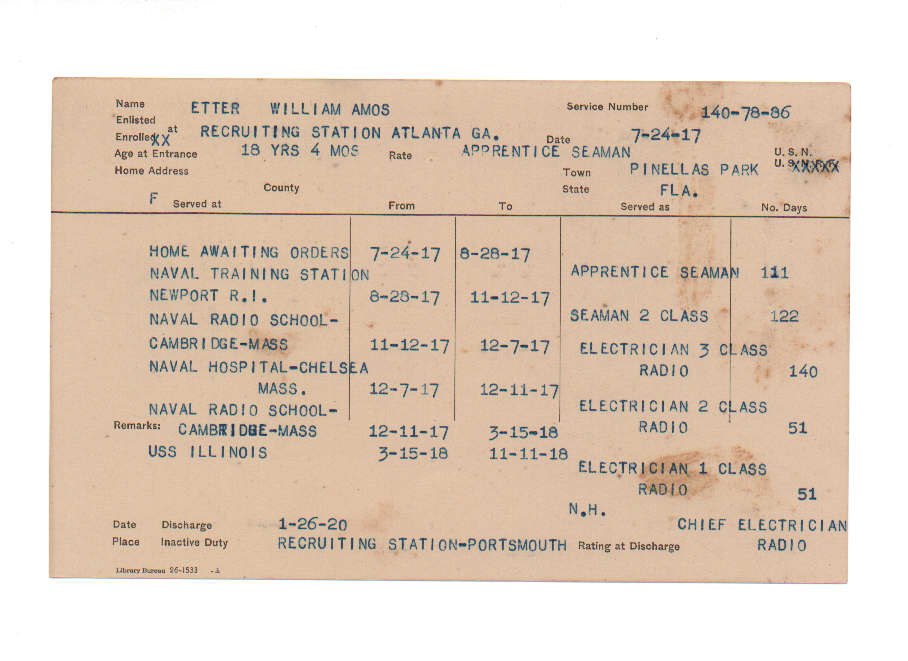 Name ETTER WILLIAM AMOS Service Number 140-78-86
Enlisted
Enrolled XX at RECRUITING STATION ATLANTA GA. Date 7-24-17
Age at Entrance 18 YRS 4 MOS Rate APPRENTICE SEAMAN U. S. N.
Home Address Town PINELLAS PARK U. S. XXXXX
County State FLA.
F Served at From To Served as No. Days
HOME AWAITING ORDERS 7-24-17 8-28-17
NAVAL TRAINING STATION APPRENTICE SEAMAN 111
NEWPORT R.I. 8-28-17 11-12-17
NAVAL RADIO SCHOOL- SEAMAN 2 CLASS 122
CAMBRIDGE-MASS 11-12-17 12-7-17 ELECTRICIAN 3 CLASS
NAVAL HOSPITAL-CHELSEA RADIO 140
MASS. 12-7-17 12-11-17
NAVAL RADIO SCHOOL- ELECTRICIAN 2 CLASS
Remarks: CAMBRIDGE-MASS 12-11-17 3-15-18 RADIO 51
USS ILLINOIS 3-15-18 11-11-18
ELECTRICIAN 1 CLASS
RADIO 51
N.H.
Date Discharge 1-26-20 CHIEF ELECTRICIAN
Place Inactive Duty RECRUITING STATION-PORTSMOUTH Rating at Discharge RADIO
Library Bureau 26-1533